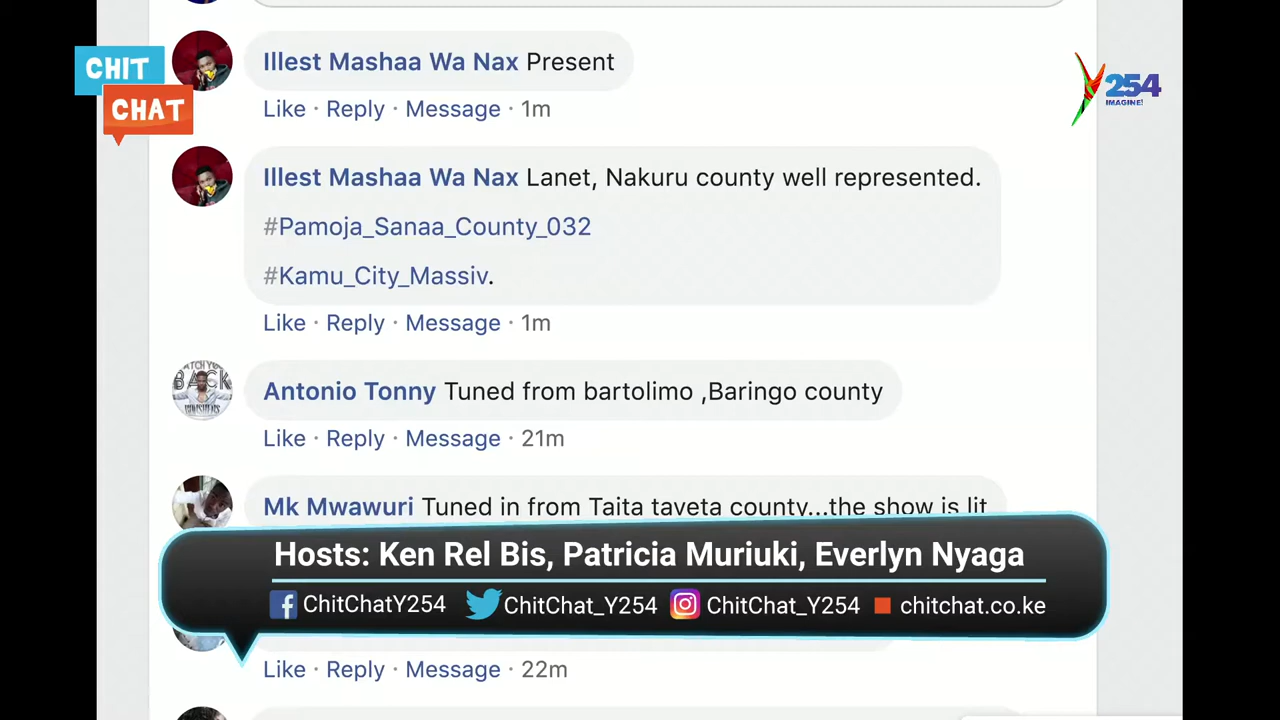 CHIT
CHAT
254
IMAGINE!
Illest Mashaa Wa Nax Present
Like · Reply · Message · 1m
Illest Mashaa Wa Nax Lanet, Nakuru county well represented.
#Pamoja_Sanaa_County_032
#Kamu_City_Massiv.
Like · Reply · Message · 1m
BACK
Antonio Tonny Tuned from bartolimo ,Baringo county
Like · Reply · Message · 21m
Mk Mwawuri Tuned in from Taita taveta county...the show is lit
Hosts: Ken Rel Bis, Patricia Muriuki, Everlyn Nyaga
ChitChatY254 ChitChat_Y254 ChitChat_Y254 chitchat.co.ke
Like · Reply · Message · 22m